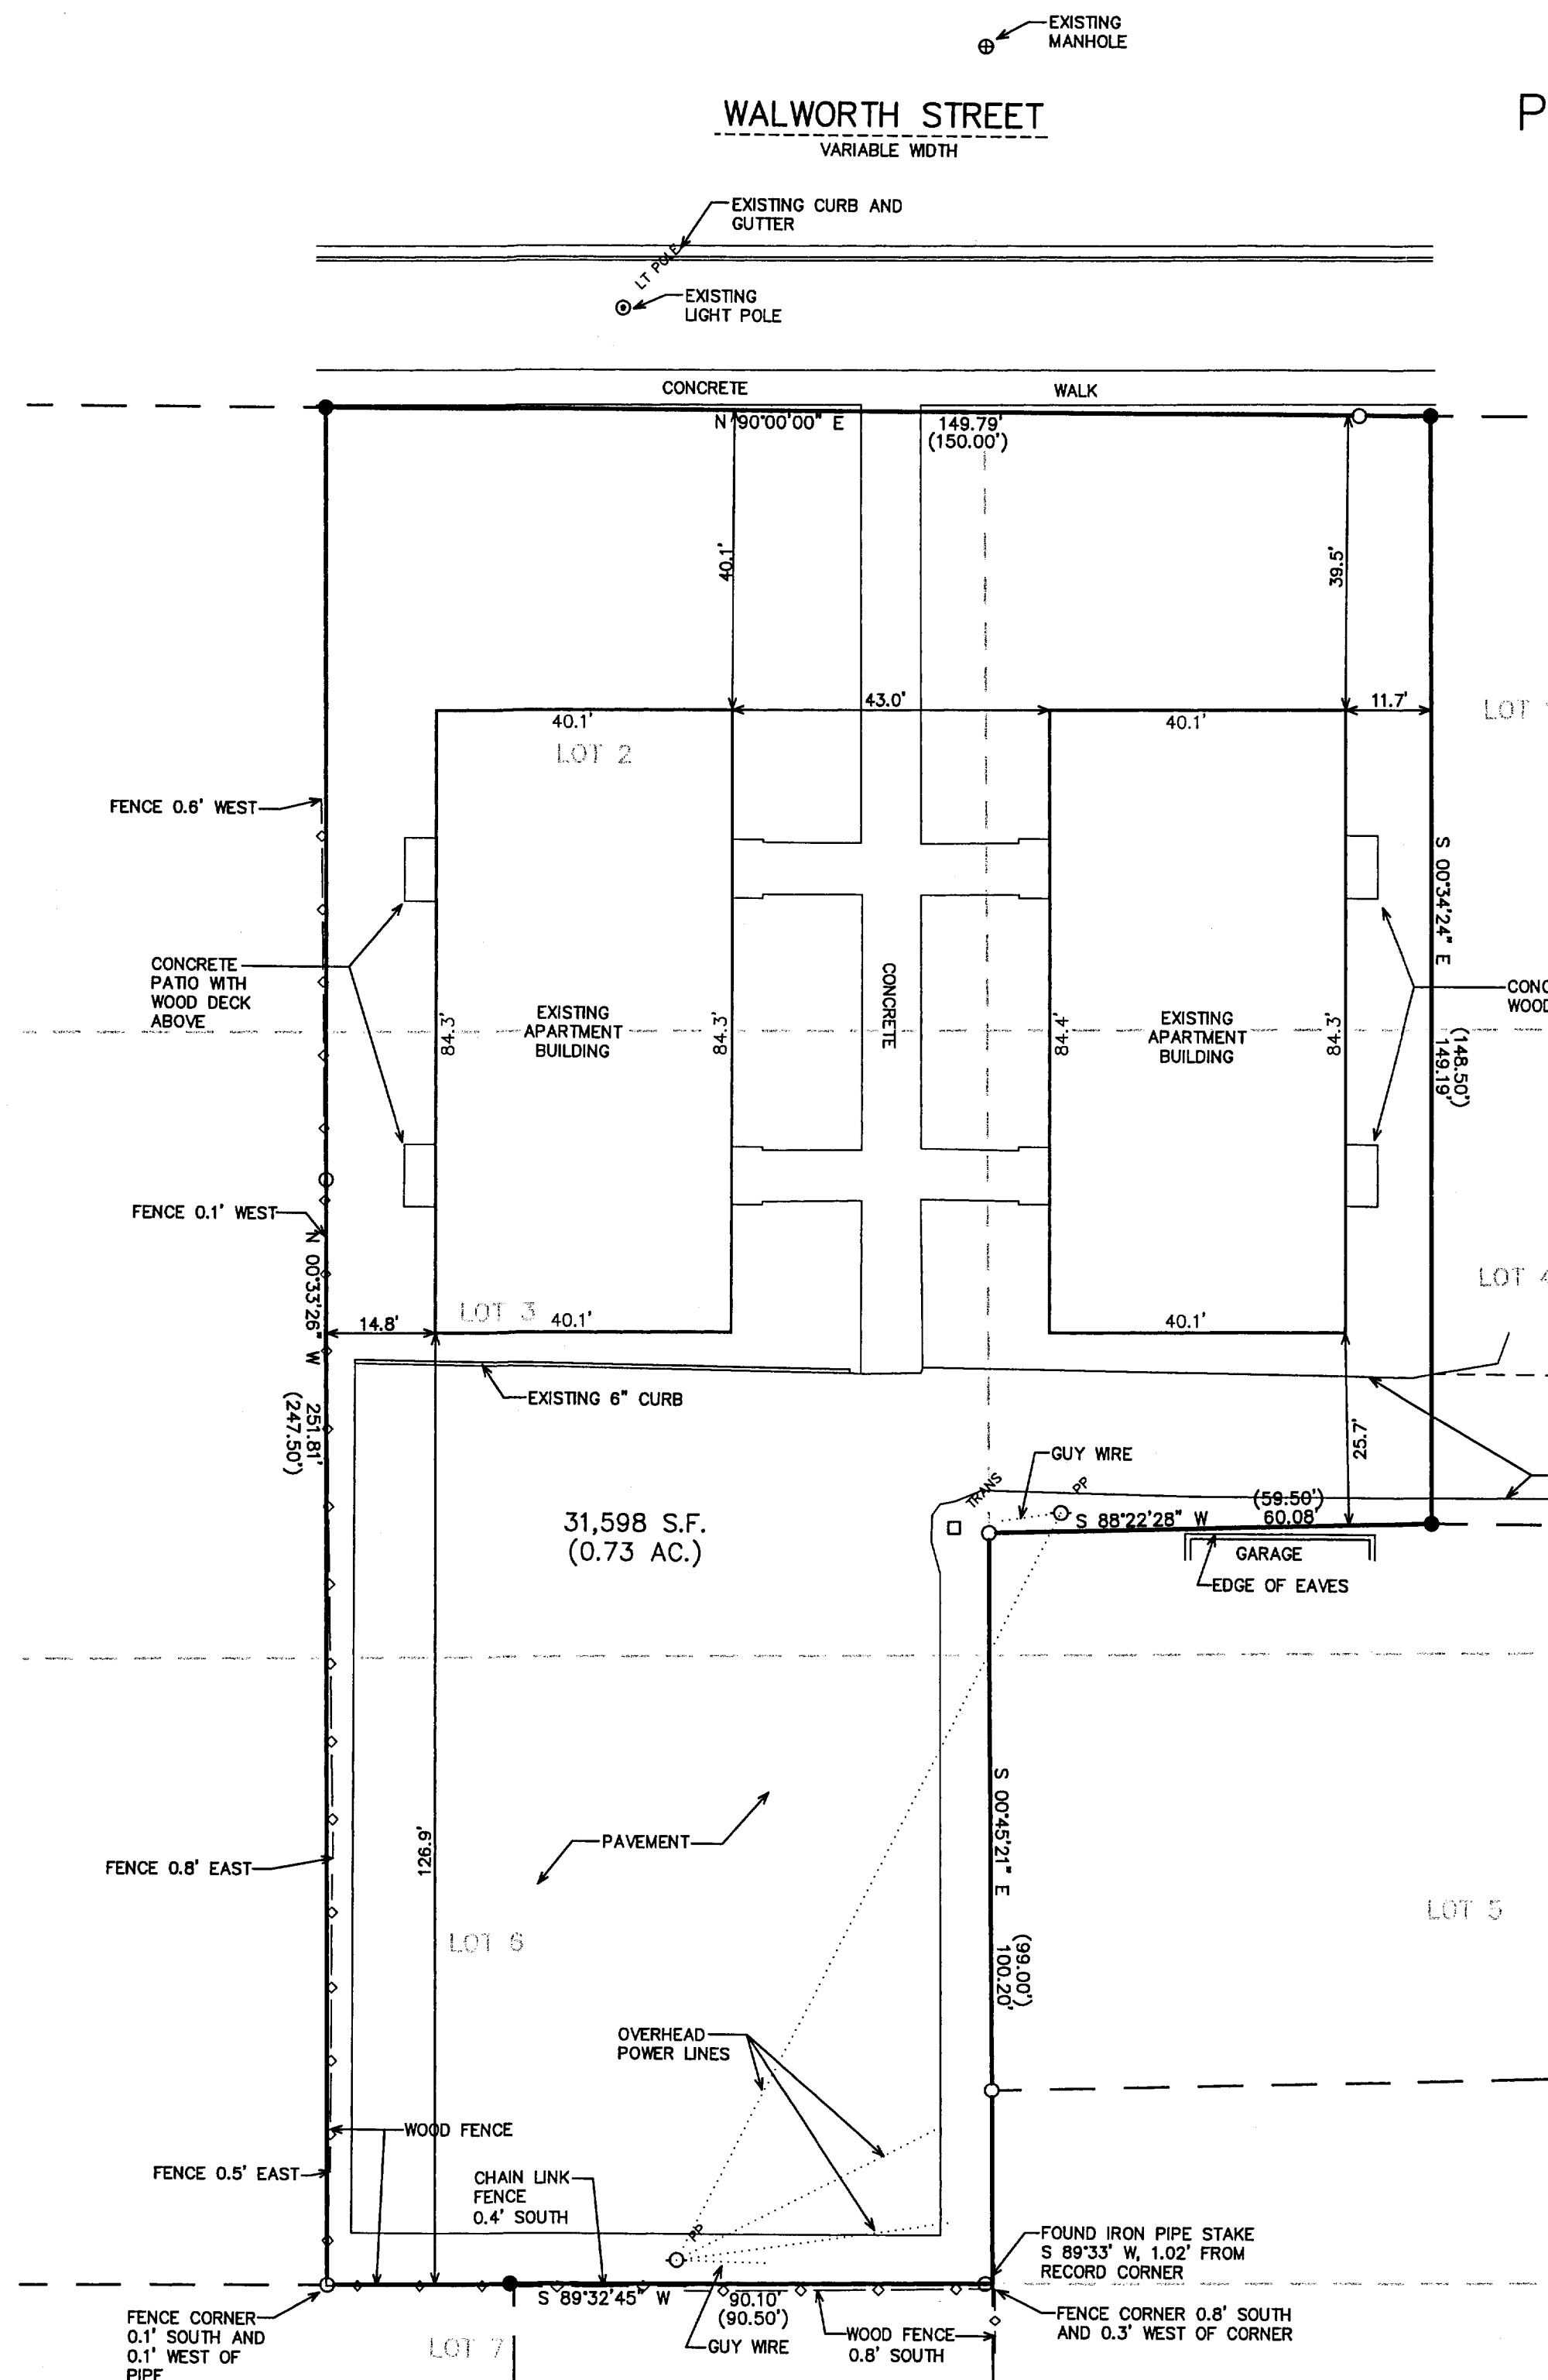 EXISTING
MANHOLE
WALWORTH STREET
P
VARIABLE WIDTH
EXISTING CURB AND
GUTTER
LT POLE
EXISTING
LIGHT POLE
CONCRETE
WALK
N 90°00'00" E
149.79'
(150.00')
40.1'
39.5'
43.0'
11.7'
40.1'
40.1'
LOT 2
LOT
FENCE 0.6' WEST
S 00°34'24" E
(148.50')
149.19'
CONCRETE
PATIO WITH
WOOD DECK
ABOVE
CONC
WOOD
84.3'
EXISTING
APARTMENT
BUILDING
84.3'
CONCRETE
84.4'
EXISTING
APARTMENT
BUILDING
84.3'
FENCE 0.1' WEST
N 00°33'26" W
251.81'
(247.50')
LOT 4
LOT 3
14.8'
40.1'
40.1'
EXISTING 6" CURB
25.7'
GUY WIRE
TRANS
PP
31,598 S.F.
(0.73 AC.)
S 88°22'28" W
(59.50')
60.08'
GARAGE
EDGE OF EAVES
S 00°45'21" E
(99.00')
100.20'
PAVEMENT
126.9'
FENCE 0.8' EAST
LOT 5
LOT 6
OVERHEAD
POWER LINES
WOOD FENCE
FENCE 0.5' EAST
CHAIN LINK
FENCE
0.4' SOUTH
PP
FOUND IRON PIPE STAKE
S 89°33' W, 1.02' FROM
RECORD CORNER
S 89°32'45" W
90.10'
(90.50')
FENCE CORNER
0.1' SOUTH AND
0.1' WEST OF
PIPE
LOT 7
GUY WIRE
WOOD FENCE
0.8' SOUTH
FENCE CORNER 0.8' SOUTH
AND 0.3' WEST OF CORNER